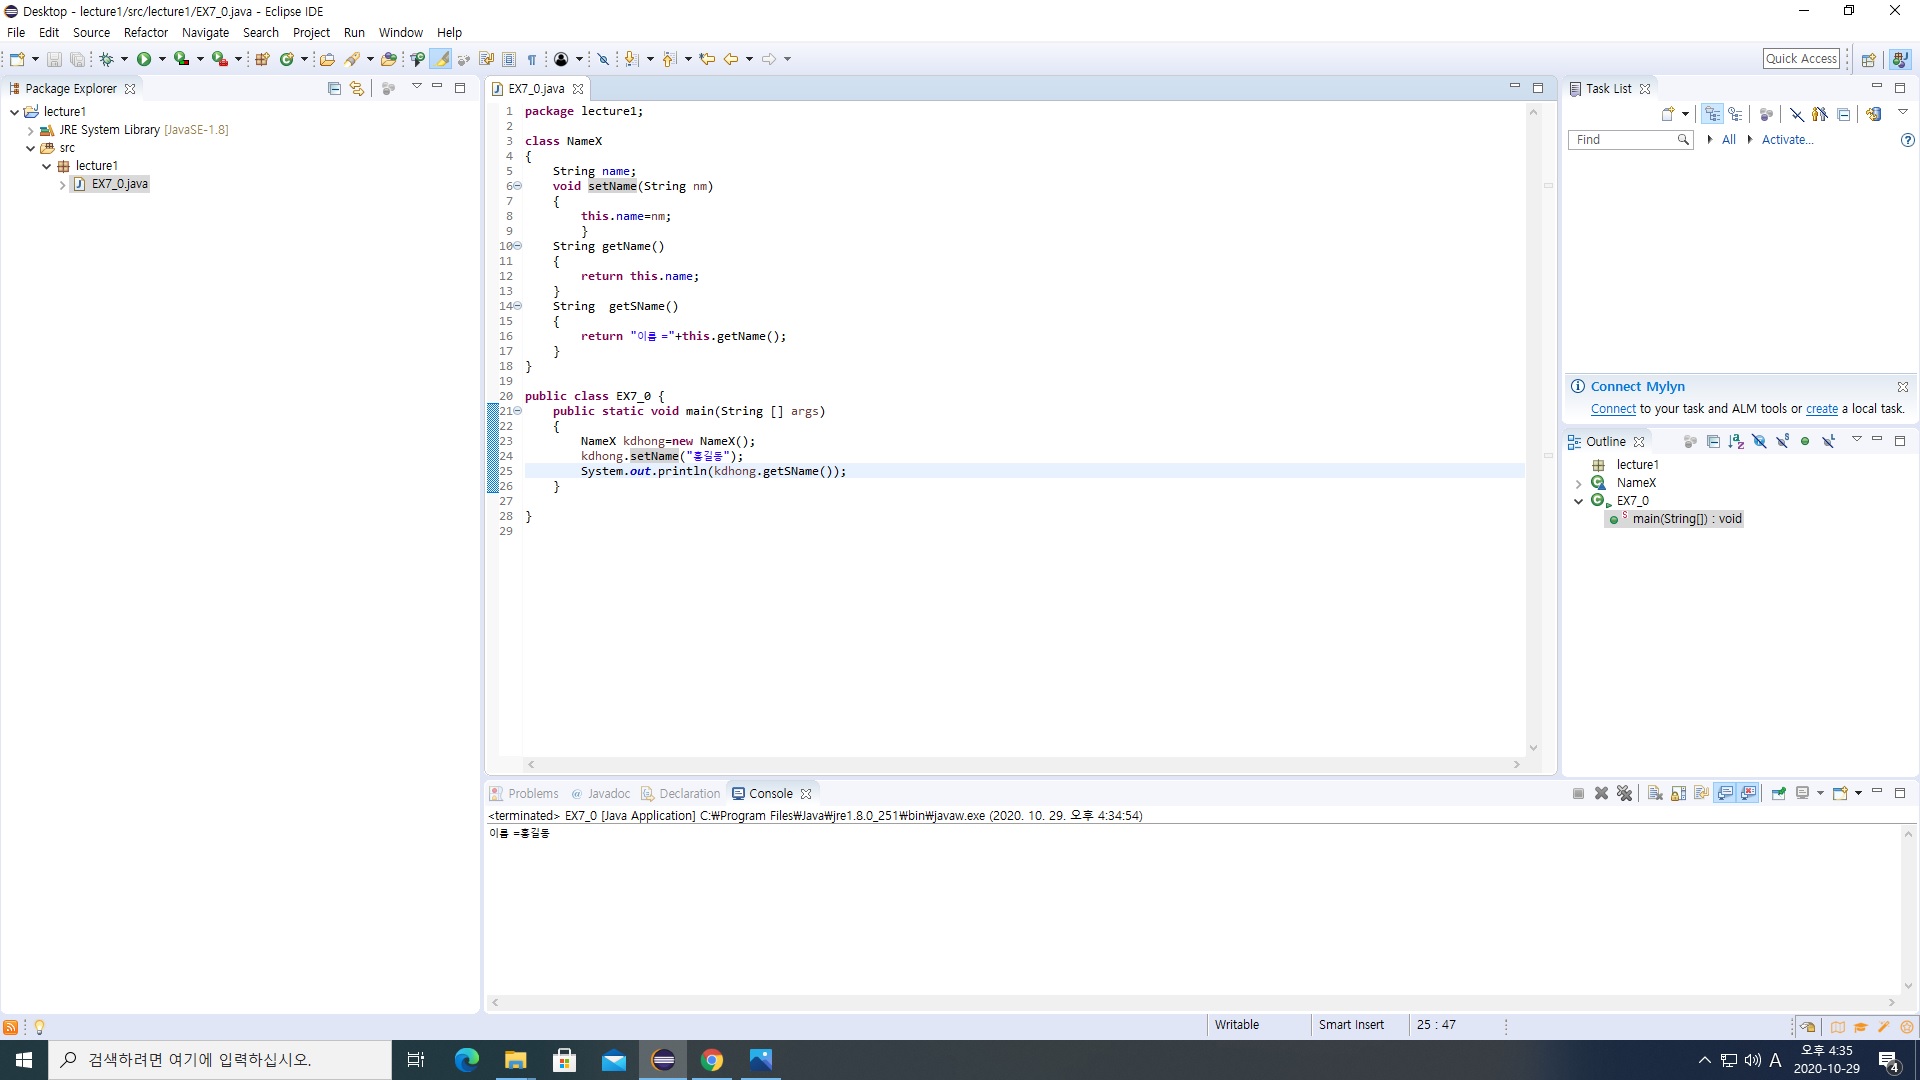 Desktop - lecture1/src/lecture1/EX7_0.java - Eclipse IDE
File Edit Source Refactor Navigate Search Project Run Window Help
Quick Access
Package Explorer
lecture1
JRE System Library [JavaSE-1.8]
src
lecture1
EX7_0.java
EX7_0.java
1 package lecture1;
2
3 class NameX
4 {
5 String name;
6 void setName(String nm)
7 {
8 this.name=nm;
9 }
10 String getName()
11 {
12 return this.name;
13 }
14 String  getSName()
15 {
16 return "이름 ="+this.getName();
17 }
18 }
19
20 public class EX7_0 {
21 public static void main(String [] args)
22 {
23 NameX kdhong=new NameX();
24 kdhong.setName("홍길동");
25 System.out.println(kdhong.getSName());
26 }
27
28 }
29
Task List
Find All Activate...
Connect Mylyn
Connect to your task and ALM tools or create a local task.
Outline
lecture1
NameX
EX7_0
main(String[]) : void
Problems Javadoc Declaration Console
<terminated> EX7_0 [Java Application] C:₩Program Files₩Java₩jre1.8.0_251₩bin₩javaw.exe (2020. 10. 29. 오후 4:34:54)
이름 =홍길동
Writable Smart Insert 25 : 47
검색하려면 여기에 입력하십시오.
A
오후 4:35
2020-10-29
4